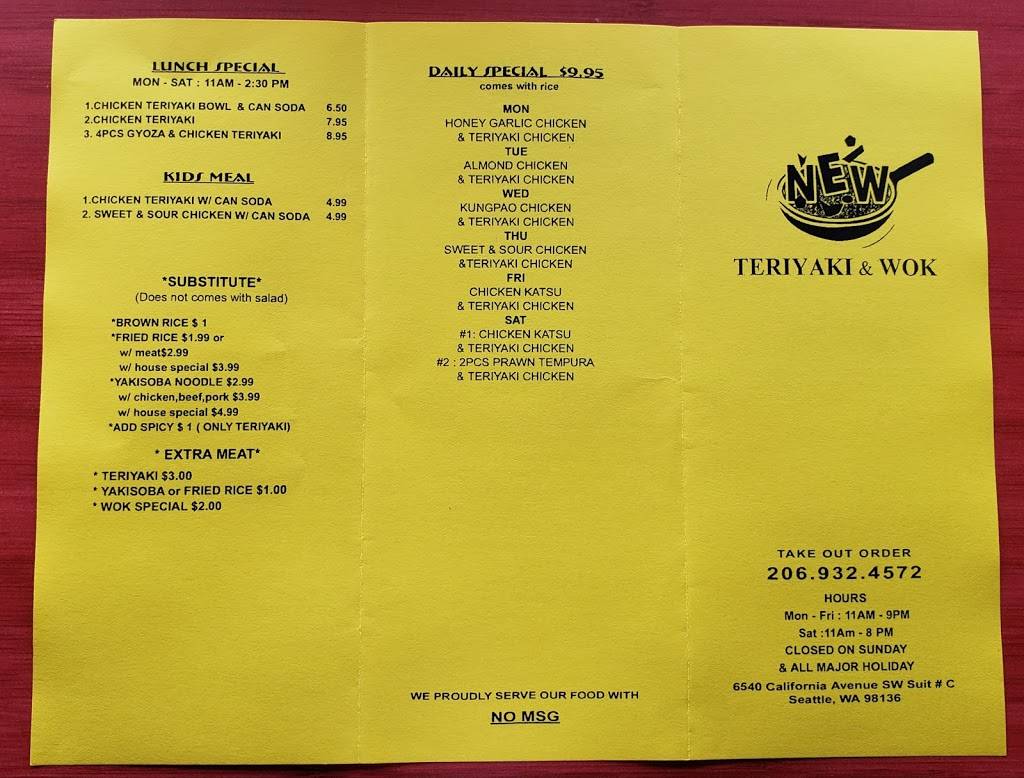 LUNCH SPECIAL
MON - SAT : 11AM - 2:30 PM
1.CHICKEN TERIYAKI BOWL & CAN SODA 6.50
2.CHICKEN TERIYAKI 7.95
3. 4PCS GYOZA & CHICKEN TERIYAKI 8.95
KIDS MEAL
1.CHICKEN TERIYAKI W/ CAN SODA 4.99
2. SWEET & SOUR CHICKEN W/ CAN SODA 4.99
*SUBSTITUTE*
(Does not comes with salad)
*BROWN RICE $ 1
*FRIED RICE $1.99 or
w/ meat$2.99
w/ house special $3.99
*YAKISOBA NOODLE $2.99
w/ chicken,beef,pork $3.99
w/ house special $4.99
*ADD SPICY $ 1 ( ONLY TERIYAKI)
* EXTRA MEAT*
* TERIYAKI $3.00
* YAKISOBA or FRIED RICE $1.00
* WOK SPECIAL $2.00
DAILY SPECIAL $9.95
comes with rice
MON
HONEY GARLIC CHICKEN
& TERIYAKI CHICKEN
TUE
ALMOND CHICKEN
& TERIYAKI CHICKEN
WED
KUNGPAO CHICKEN
& TERIYAKI CHICKEN
THU
SWEET & SOUR CHICKEN
&TERIYAKI CHICKEN
FRI
CHICKEN KATSU
& TERIYAKI CHICKEN
SAT
#1: CHICKEN KATSU
& TERIYAKI CHICKEN
#2 : 2PCS PRAWN TEMPURA
& TERIYAKI CHICKEN
WE PROUDLY SERVE OUR FOOD WITH
NO MSG
NEW
TERIYAKI & WOK
TAKE OUT ORDER
206.932.4572
HOURS
Mon - Fri : 11AM - 9PM
Sat :11Am - 8 PM
CLOSED ON SUNDAY
& ALL MAJOR HOLIDAY
6540 California Avenue SW Suit # C
Seattle, WA 98136